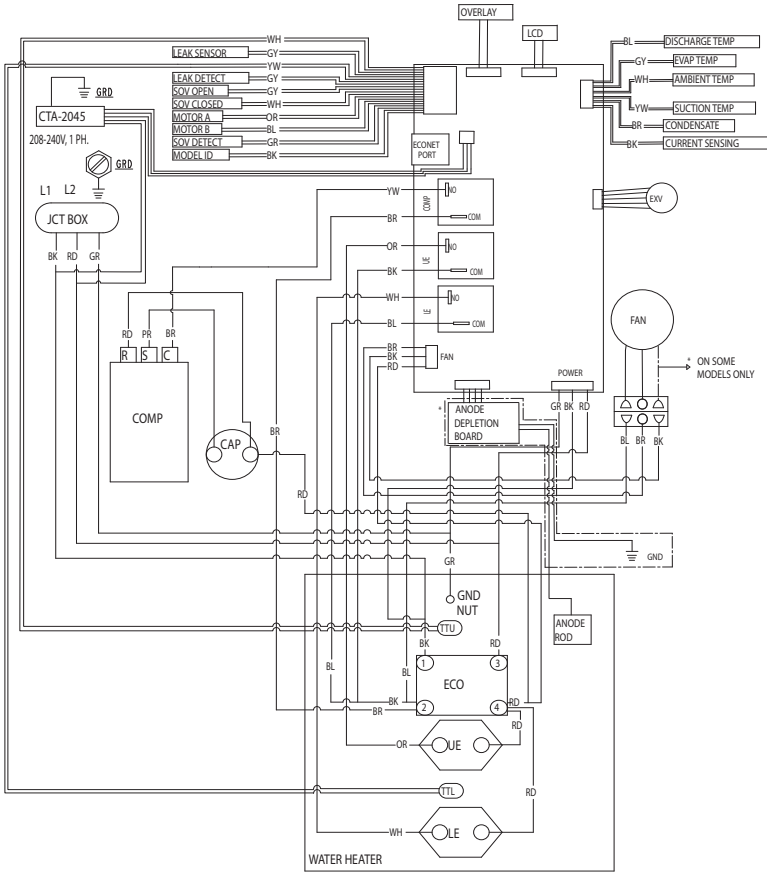 OVERLAY
LCD
WH
LEAK SENSOR GY
YW
LEAK DETECT GY
SOV OPEN GY
SOV CLOSED WH
MOTOR A OR
MOTOR B BL
SOV DETECT GR
MODEL ID BK
BL DISCHARGE TEMP
GY EVAP TEMP
WH AMBIENT TEMP
YW SUCTION TEMP
BR CONDENSATE
BK CURRENT SENSING
GRD
CTA-2045
208-240V, 1 PH.
GRD
L1 L2
JCT BOX
BK RD GR
ECONET
PORT
YW
NO
COMP
BR
COM
OR
NO
UE
BK
COM
WH
NO
LE
BL
COM
BR
BK
RD
FAN
EXV
FAN
* ON SOME
MODELS ONLY
BL BR BK
POWER
GR BK RD
*
ANODE
DEPLETION
BOARD
RD PR BR
R S C
COMP
CAP
BR
RD
GND
GR
GND
NUT
ANODE
ROD
TTU
BK
RD
BL
BL
1
3
ECO
2
4
BK
BR
RD
RD
OR
UE
TTL
RD
WH
LE
WATER HEATER